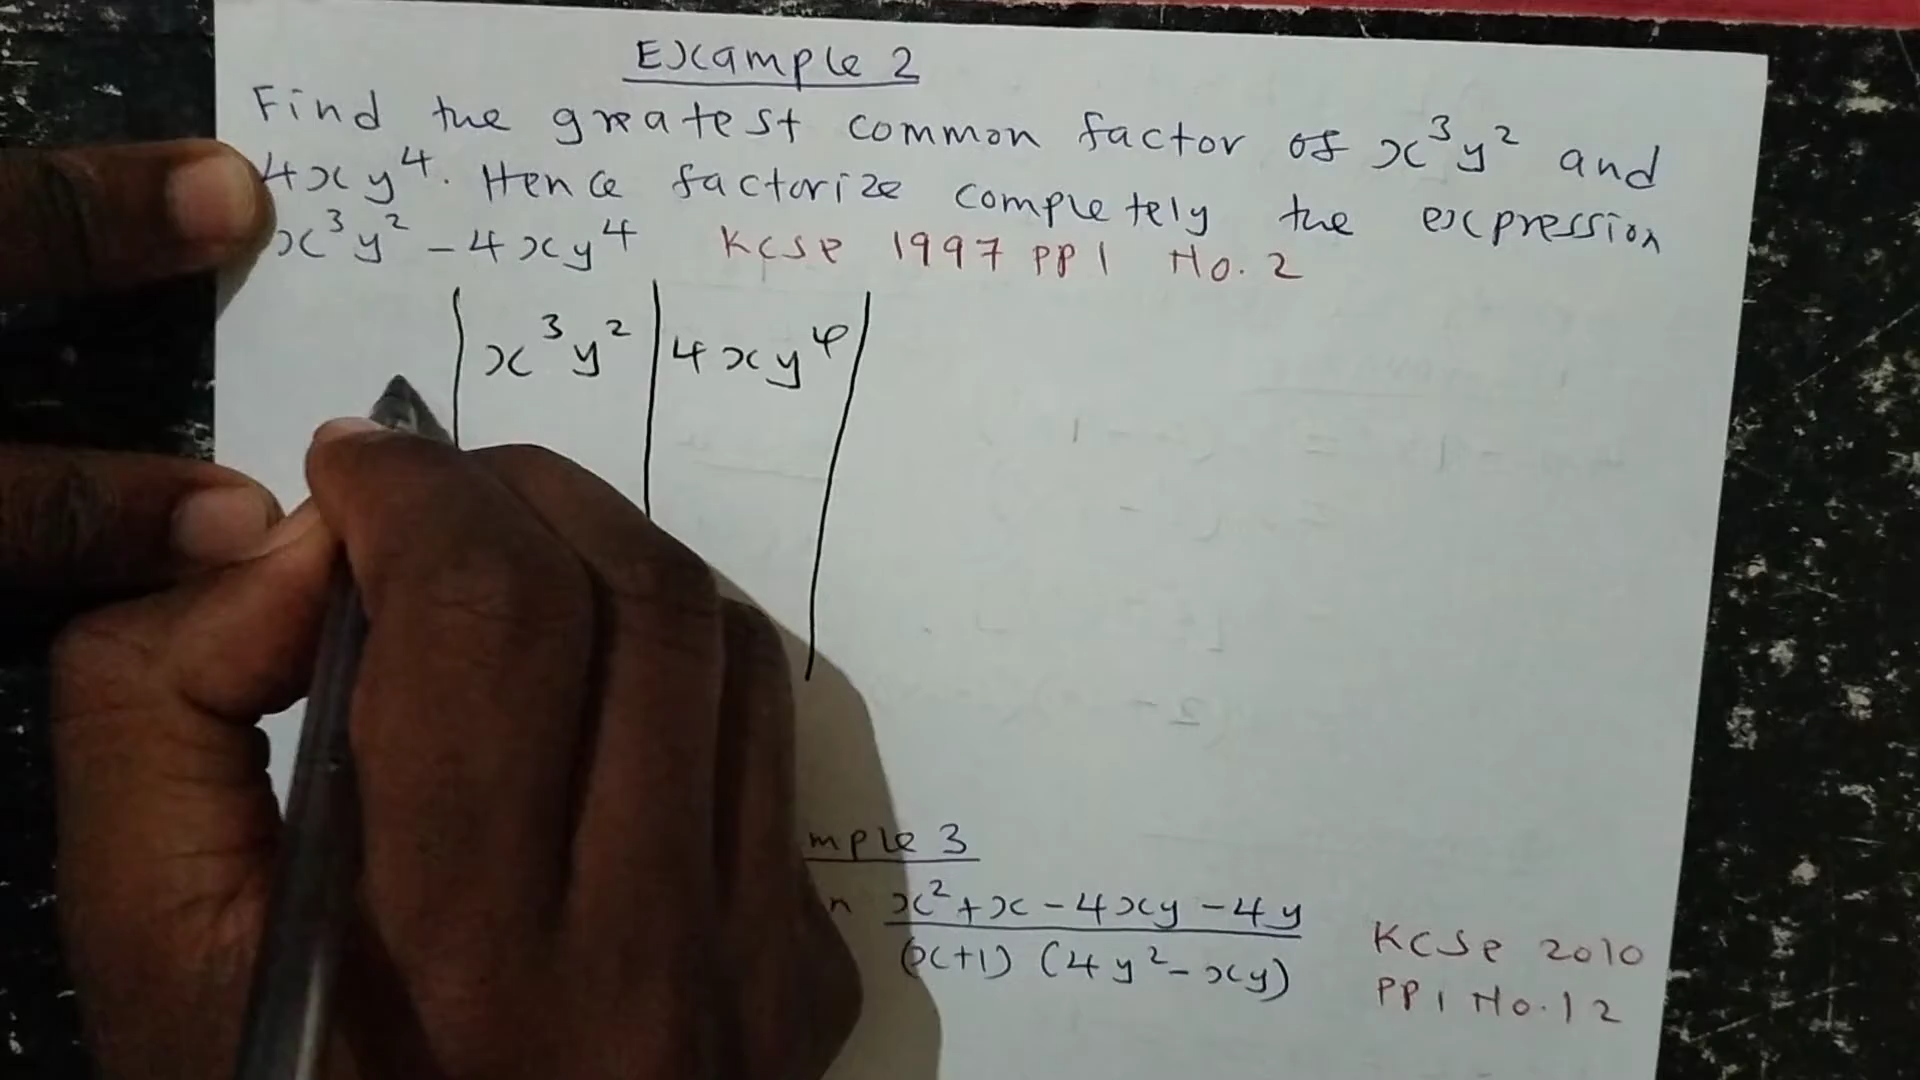 Example 2
Find the greatest common factor of x³y² and
4xy⁴. Hence factorize completely the expression
x³y² - 4xy⁴ KCSE 1997 PP1 No. 2
x³y² | 4xy⁴
mple 3
n x²+x-4xy-4y
(x+1) (4y²-xy)
KCSE 2010
PP1 No.12